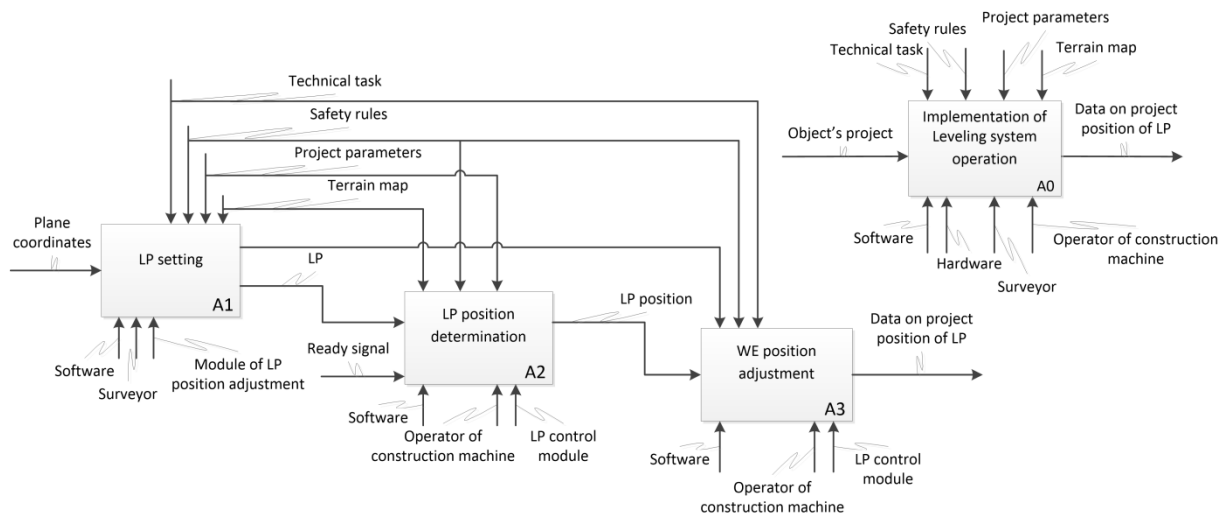 Technical task
Safety rules
Project parameters
Terrain map
Plane
coordinates
LP setting
A1
LP
Software
Surveyor
Module of LP
position adjustment
Ready signal
LP position
determination
A2
Software
Operator of
construction machine
LP control
module
LP position
WE position
adjustment
A3
Data on project
position of LP
Software
Operator of
construction machine
LP control
module
Project parameters
Safety rules
Technical task
Terrain map
Object's project
Implementation of
Leveling system
operation
A0
Data on project
position of LP
Software
Hardware
Surveyor
Operator of construction
machine